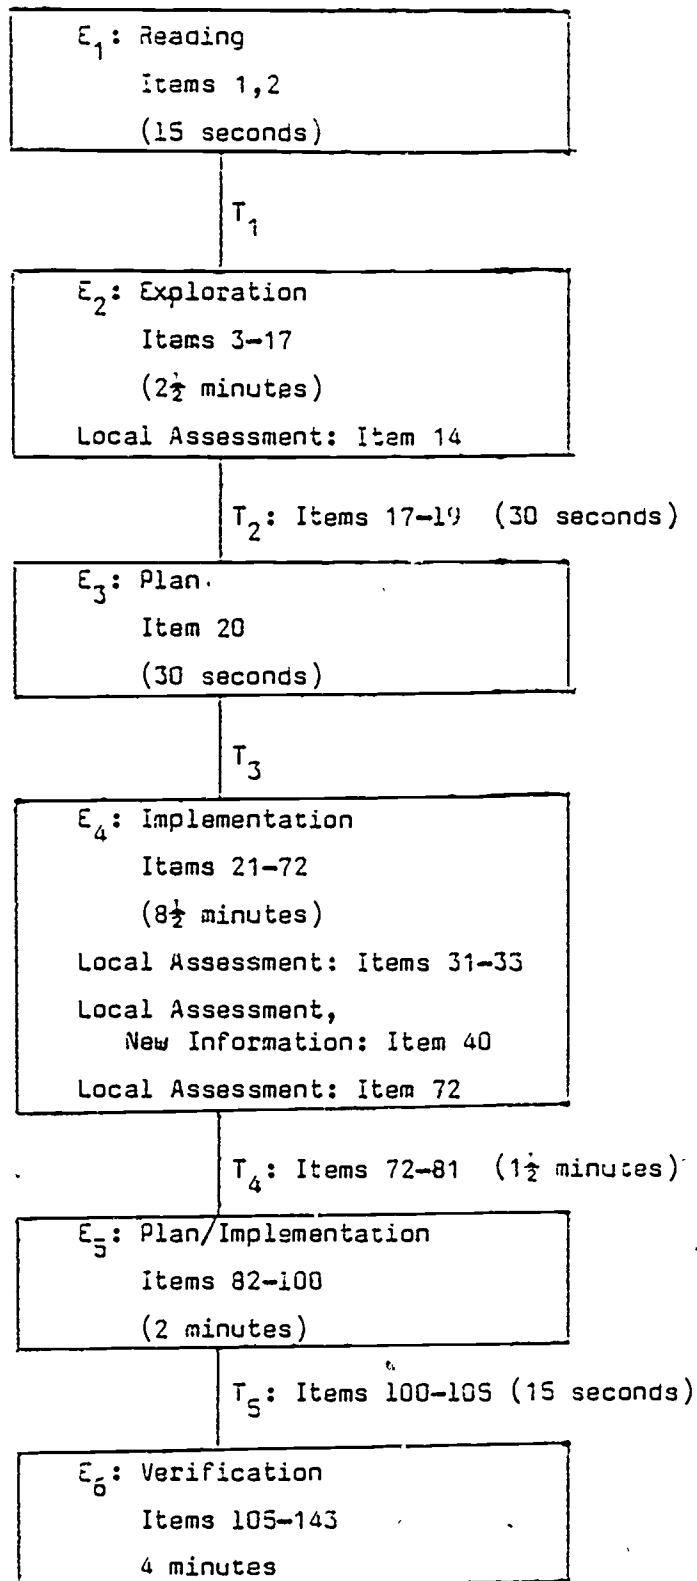 E₁: Reading
Items 1,2
(15 seconds)
T₁
E₂: Exploration
Items 3-17
(2½ minutes)
Local Assessment: Item 14
T₂: Items 17-19 (30 seconds)
E₃: Plan.
Item 20
(30 seconds)
T₃
E₄: Implementation
Items 21-72
(8½ minutes)
Local Assessment: Items 31-33
Local Assessment,
New Information: Item 40
Local Assessment: Item 72
T₄: Items 72-81 (1½ minutes)
E₅: Plan/Implementation
Items 82-100
(2 minutes)
T₅: Items 100-105 (15 seconds)
E₆: Verification
Items 105-143
4 minutes